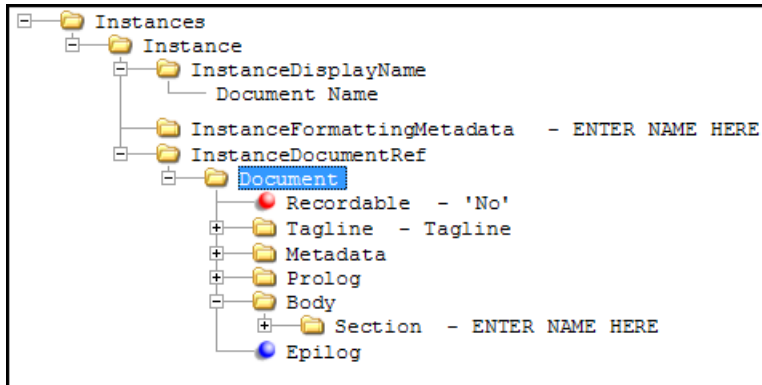 Instances
Instance
InstanceDisplayName
Document Name
InstanceFormattingMetadata - ENTER NAME HERE
InstanceDocumentRef
Document
Recordable - 'No'
Tagline - Tagline
Metadata
Prolog
Body
Section - ENTER NAME HERE
Epilog